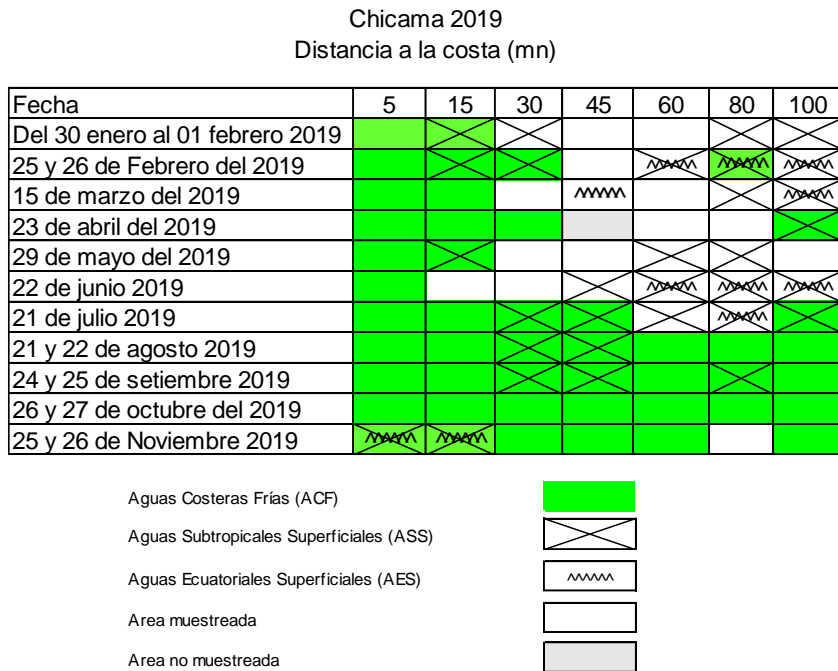 Chicama 2019
Distancia a la costa (mn)
Fecha 5 15 30 45 60 80 100
Del 30 enero al 01 febrero 2019
25 y 26 de Febrero del 2019
15 de marzo del 2019
23 de abril del 2019
29 de mayo del 2019
22 de junio 2019
21 de julio 2019
21 y 22 de agosto 2019
24 y 25 de setiembre 2019
26 y 27 de octubre del 2019
25 y 26 de Noviembre 2019
Aguas Costeras Frías (ACF)
Aguas Subtropicales Superficiales (ASS)
Aguas Ecuatoriales Superficiales (AES)
Area muestreada
Area no muestreada